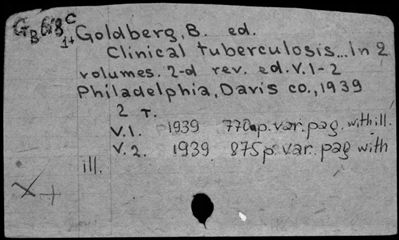 Goldberg, B. ed.
Clinical tuberculosis... In 2
volumes. 2-d rev. ed. V. 1-2
Philadelphia, Davis co., 1939
2 T.
V. 1. 1939 770 p. var. pag. with ill.
V. 2. 1939 875 p. var. pag with
ill.